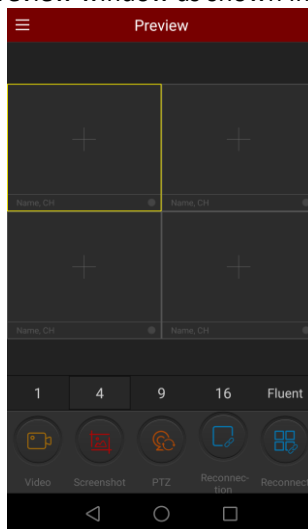 Preview
Name, CH
Name, CH
Name, CH
Name, CH
1
4
9
16
Fluent
Video
Screenshot
PTZ
Reconnec-
tion
Reconnect